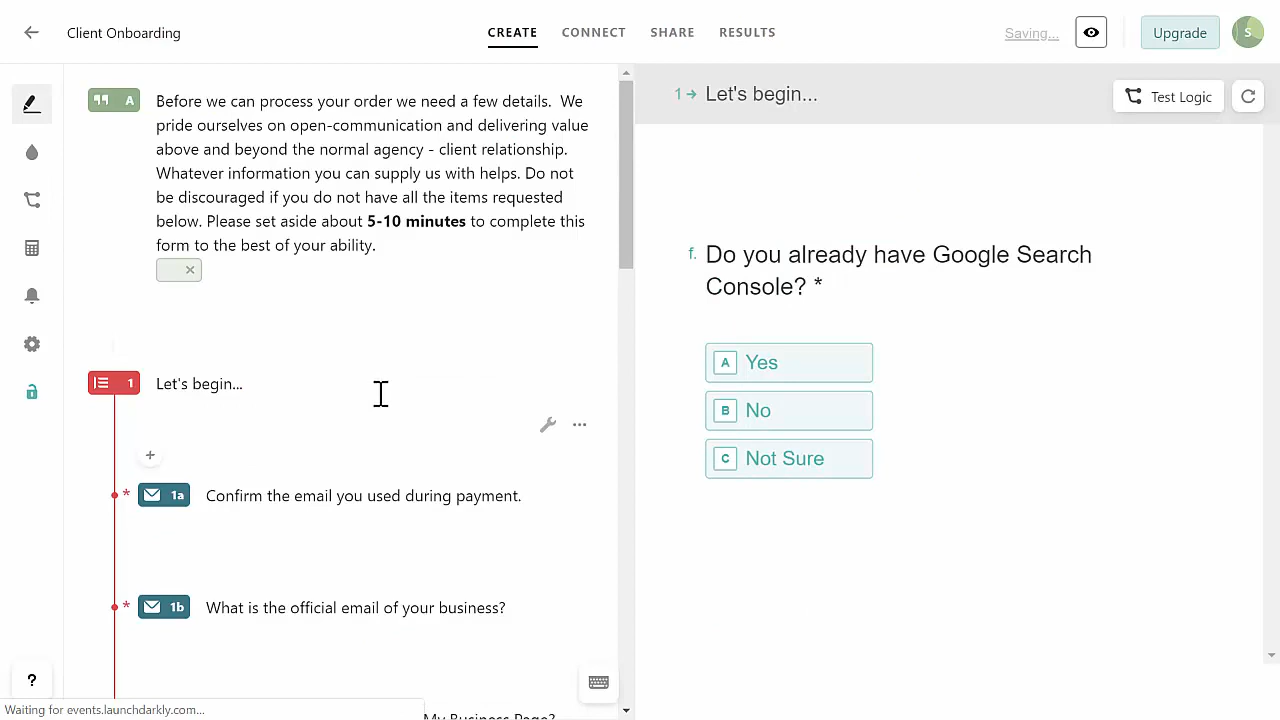 Client Onboarding
CREATE CONNECT SHARE RESULTS
Saving... Upgrade S
A Before we can process your order we need a few details. We
pride ourselves on open-communication and delivering value
above and beyond the normal agency - client relationship.
Whatever information you can supply us with helps. Do not
be discouraged if you do not have all the items requested
below. Please set aside about 5-10 minutes to complete this
form to the best of your ability.
×
1 Let's begin...
+
* 1a Confirm the email you used during payment.
* 1b What is the official email of your business?
My Business Page?
?
Waiting for events.launchdarkly.com...
1 → Let's begin...
Test Logic
f. Do you already have Google Search
Console? *
A Yes
B No
C Not Sure